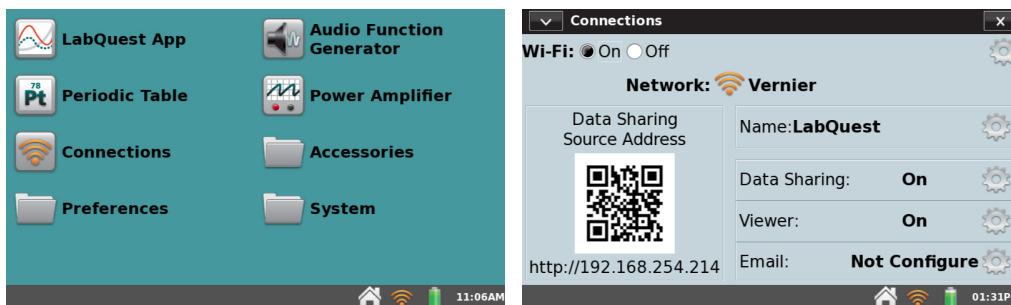 LabQuest App
Audio Function
Generator
78
Pt
Periodic Table
Power Amplifier
Connections
Accessories
Preferences
System
11:06AM
Connections
x
Wi-Fi: On Off
Network: Vernier
Data Sharing
Source Address
http://192.168.254.214
Name:LabQuest
Data Sharing: On
Viewer: On
Email: Not Configure
01:31P